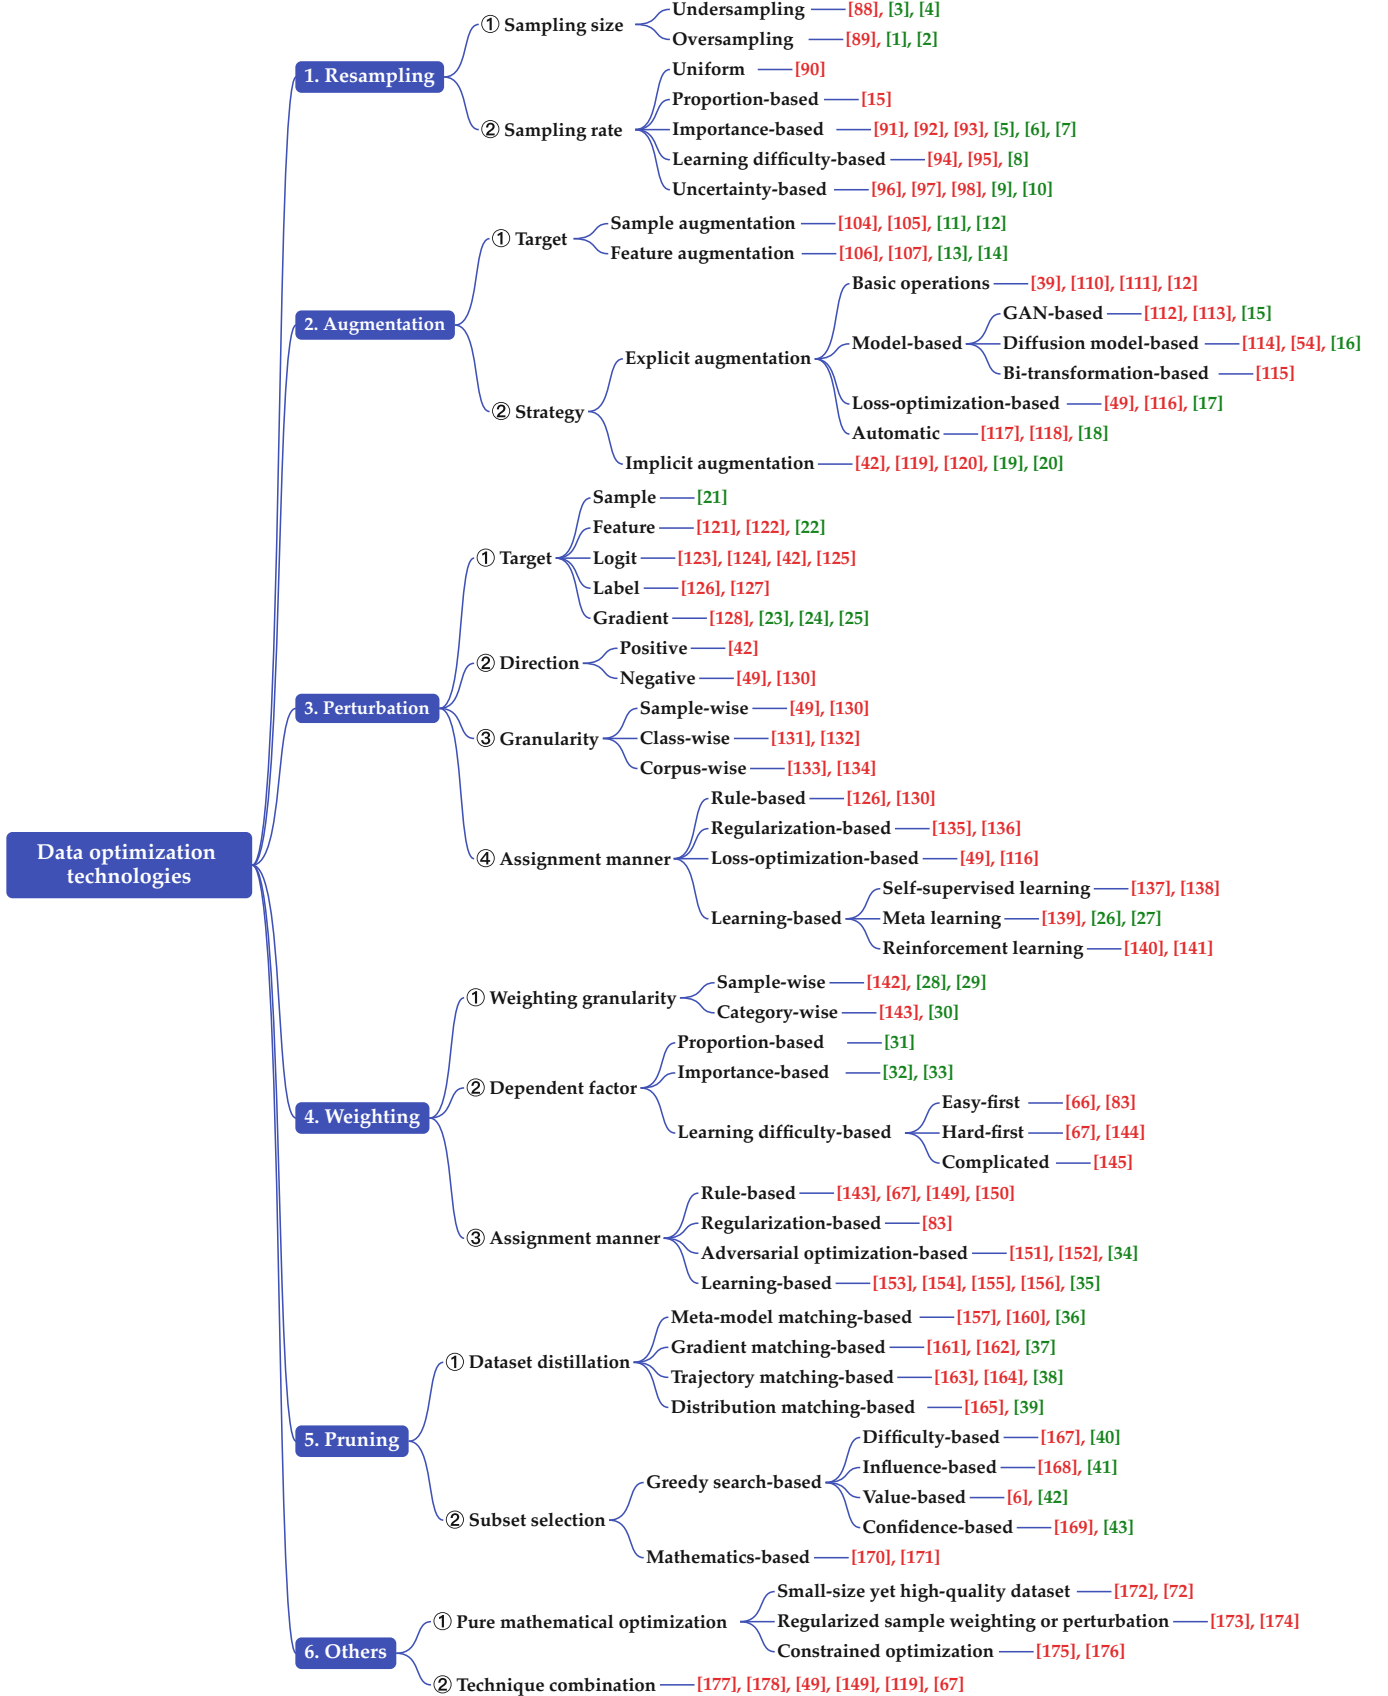 Data optimization
technologies
1. Resampling
① Sampling size
Undersampling [88], [3], [4]
Oversampling [89], [1], [2]
② Sampling rate
Uniform [90]
Proportion-based [15]
Importance-based [91], [92], [93], [5], [6], [7]
Learning difficulty-based [94], [95], [8]
Uncertainty-based [96], [97], [98], [9], [10]
2. Augmentation
① Target
Sample augmentation [104], [105], [11], [12]
Feature augmentation [106], [107], [13], [14]
② Strategy
Explicit augmentation
Basic operations [39], [110], [111], [12]
Model-based
GAN-based [112], [113], [15]
Diffusion model-based [114], [54], [16]
Bi-transformation-based [115]
Loss-optimization-based [49], [116], [17]
Automatic [117], [118], [18]
Implicit augmentation [42], [119], [120], [19], [20]
3. Perturbation
① Target
Sample [21]
Feature [121], [122], [22]
Logit [123], [124], [42], [125]
Label [126], [127]
Gradient [128], [23], [24], [25]
② Direction
Positive [42]
Negative [49], [130]
③ Granularity
Sample-wise [49], [130]
Class-wise [131], [132]
Corpus-wise [133], [134]
④ Assignment manner
Rule-based [126], [130]
Regularization-based [135], [136]
Loss-optimization-based [49], [116]
Learning-based
Self-supervised learning [137], [138]
Meta learning [139], [26], [27]
Reinforcement learning [140], [141]
4. Weighting
① Weighting granularity
Sample-wise [142], [28], [29]
Category-wise [143], [30]
② Dependent factor
Proportion-based [31]
Importance-based [32], [33]
Learning difficulty-based
Easy-first [66], [83]
Hard-first [67], [144]
Complicated [145]
③ Assignment manner
Rule-based [143], [67], [149], [150]
Regularization-based [83]
Adversarial optimization-based [151], [152], [34]
Learning-based [153], [154], [155], [156], [35]
5. Pruning
① Dataset distillation
Meta-model matching-based [157], [160], [36]
Gradient matching-based [161], [162], [37]
Trajectory matching-based [163], [164], [38]
Distribution matching-based [165], [39]
② Subset selection
Greedy search-based
Difficulty-based [167], [40]
Influence-based [168], [41]
Value-based [6], [42]
Confidence-based [169], [43]
Mathematics-based [170], [171]
6. Others
① Pure mathematical optimization
Small-size yet high-quality dataset [172], [72]
Regularized sample weighting or perturbation [173], [174]
Constrained optimization [175], [176]
② Technique combination [177], [178], [49], [149], [119], [67]